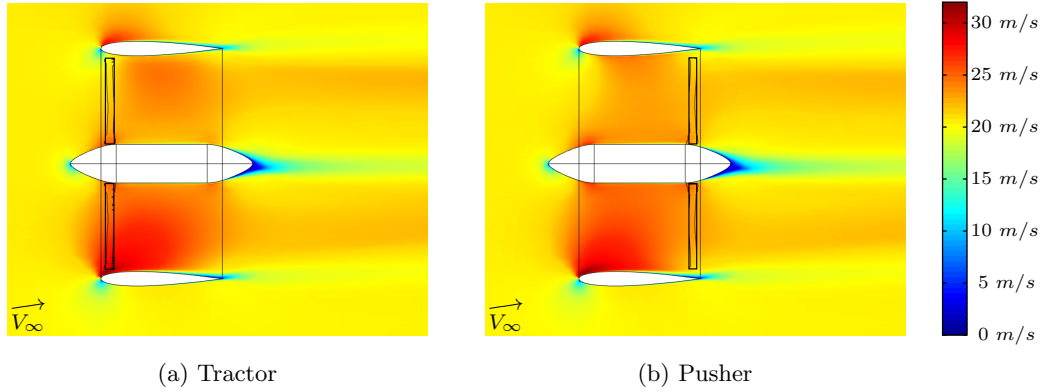 30 m/s
25 m/s
20 m/s
15 m/s
10 m/s
5 m/s
0 m/s
V∞
V∞
(a) Tractor
(b) Pusher